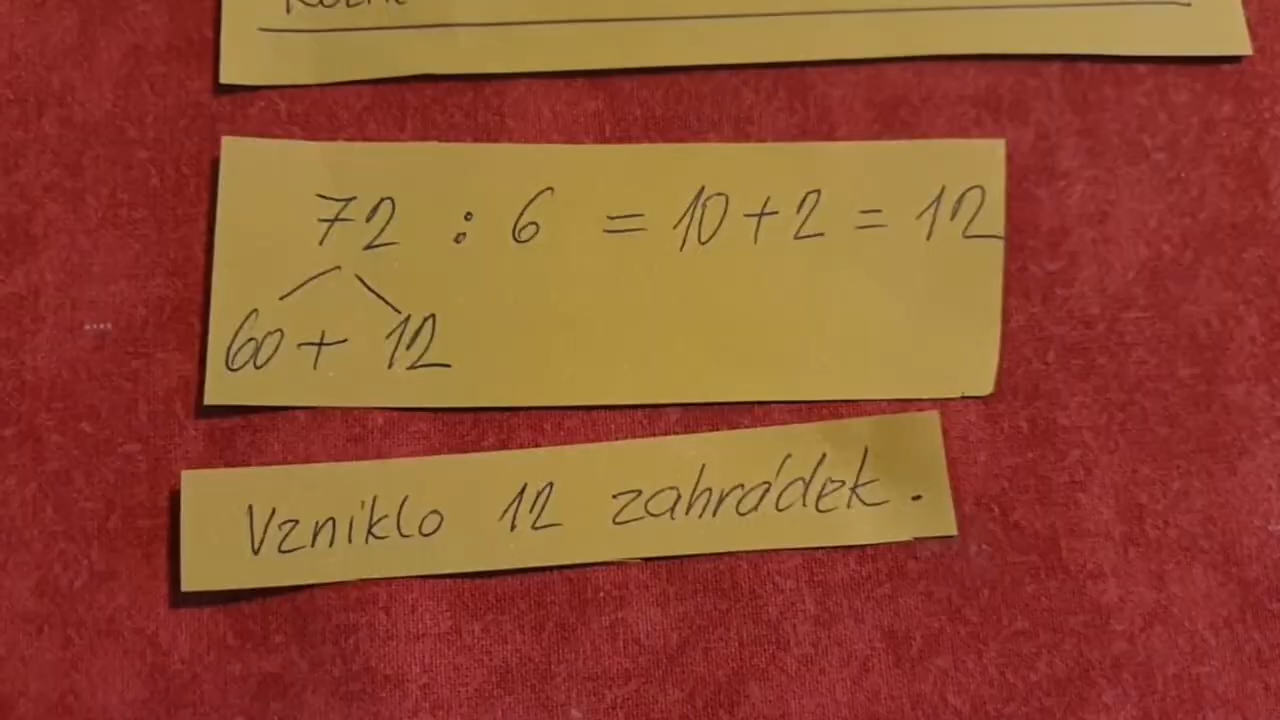 72 : 6 = 10 + 2 = 12
60 + 12
Vzniklo 12 zahrádek.